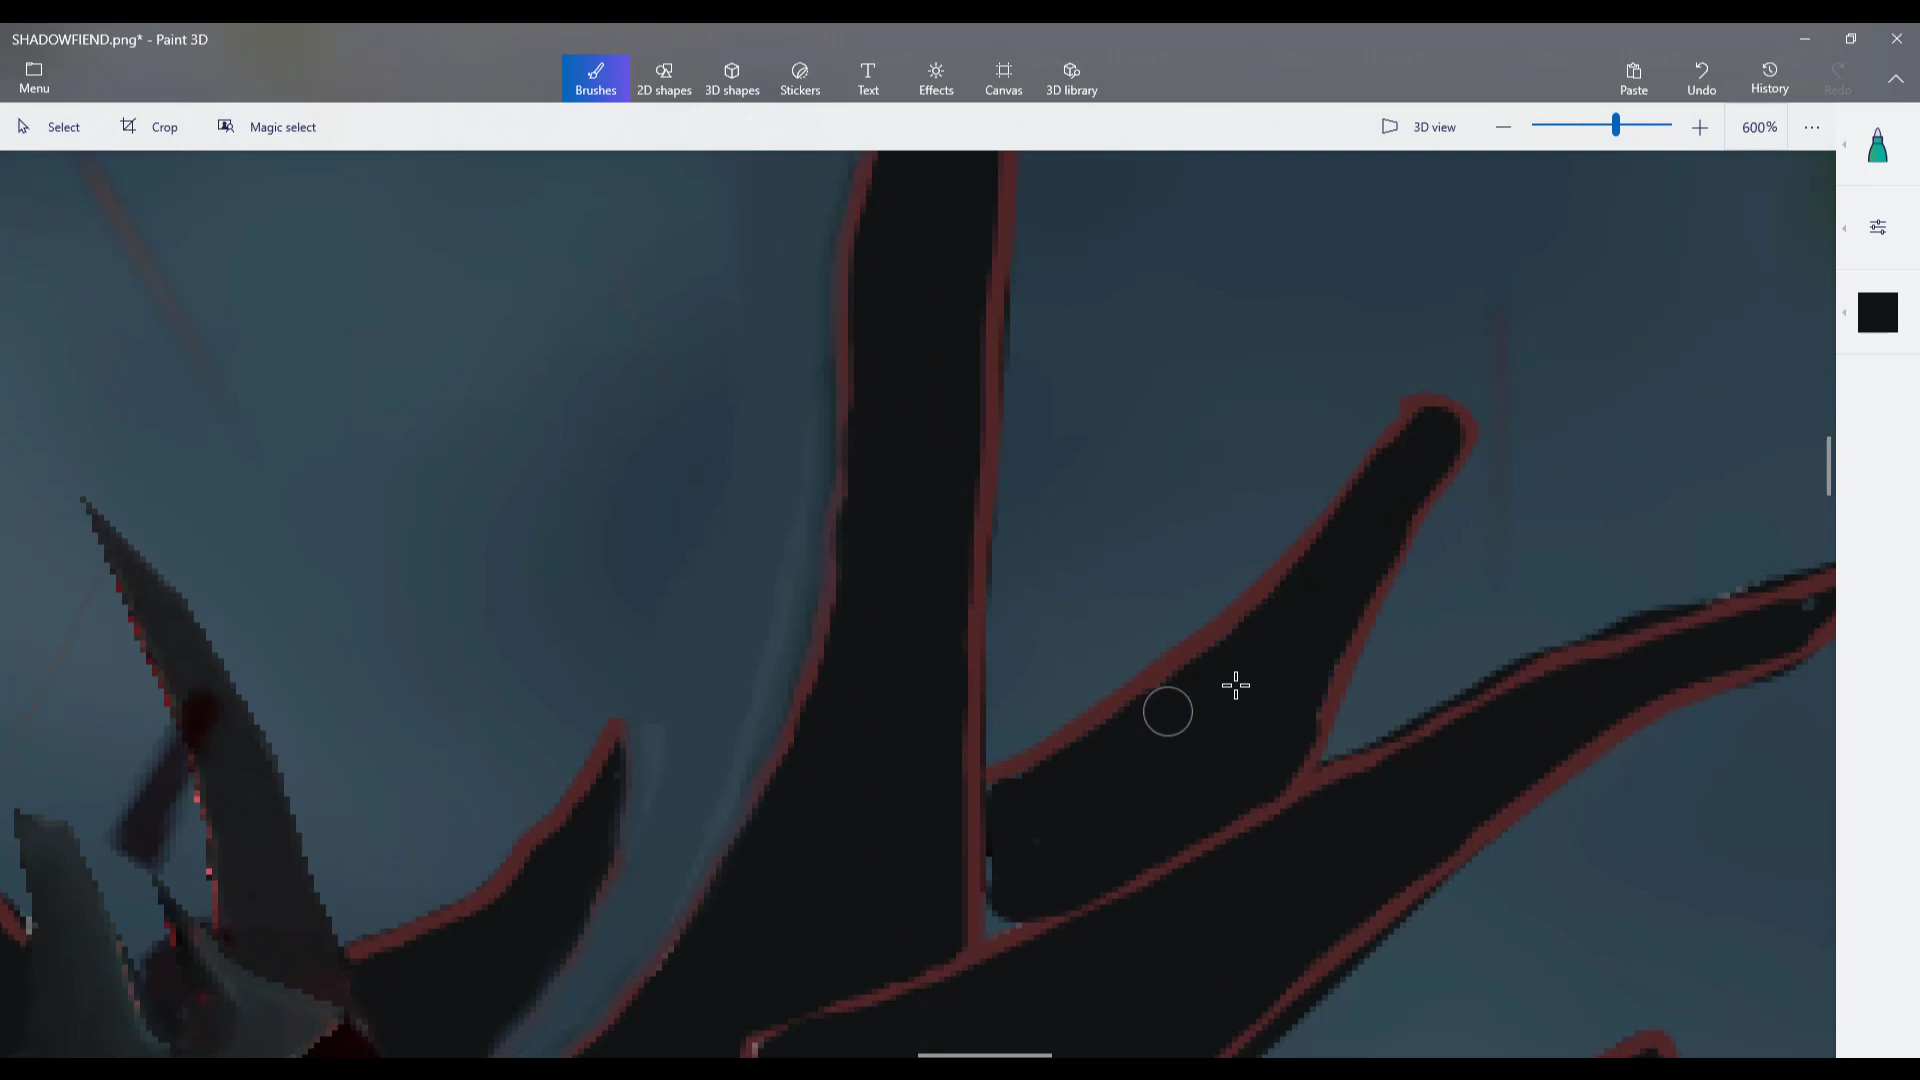 SHADOWFIEND.png* - Paint 3D
Menu
Brushes
2D shapes
3D shapes
Stickers
Text
Effects
Canvas
3D library
Paste
Undo
History
Redo
Select
Crop
Magic select
3D view
600%